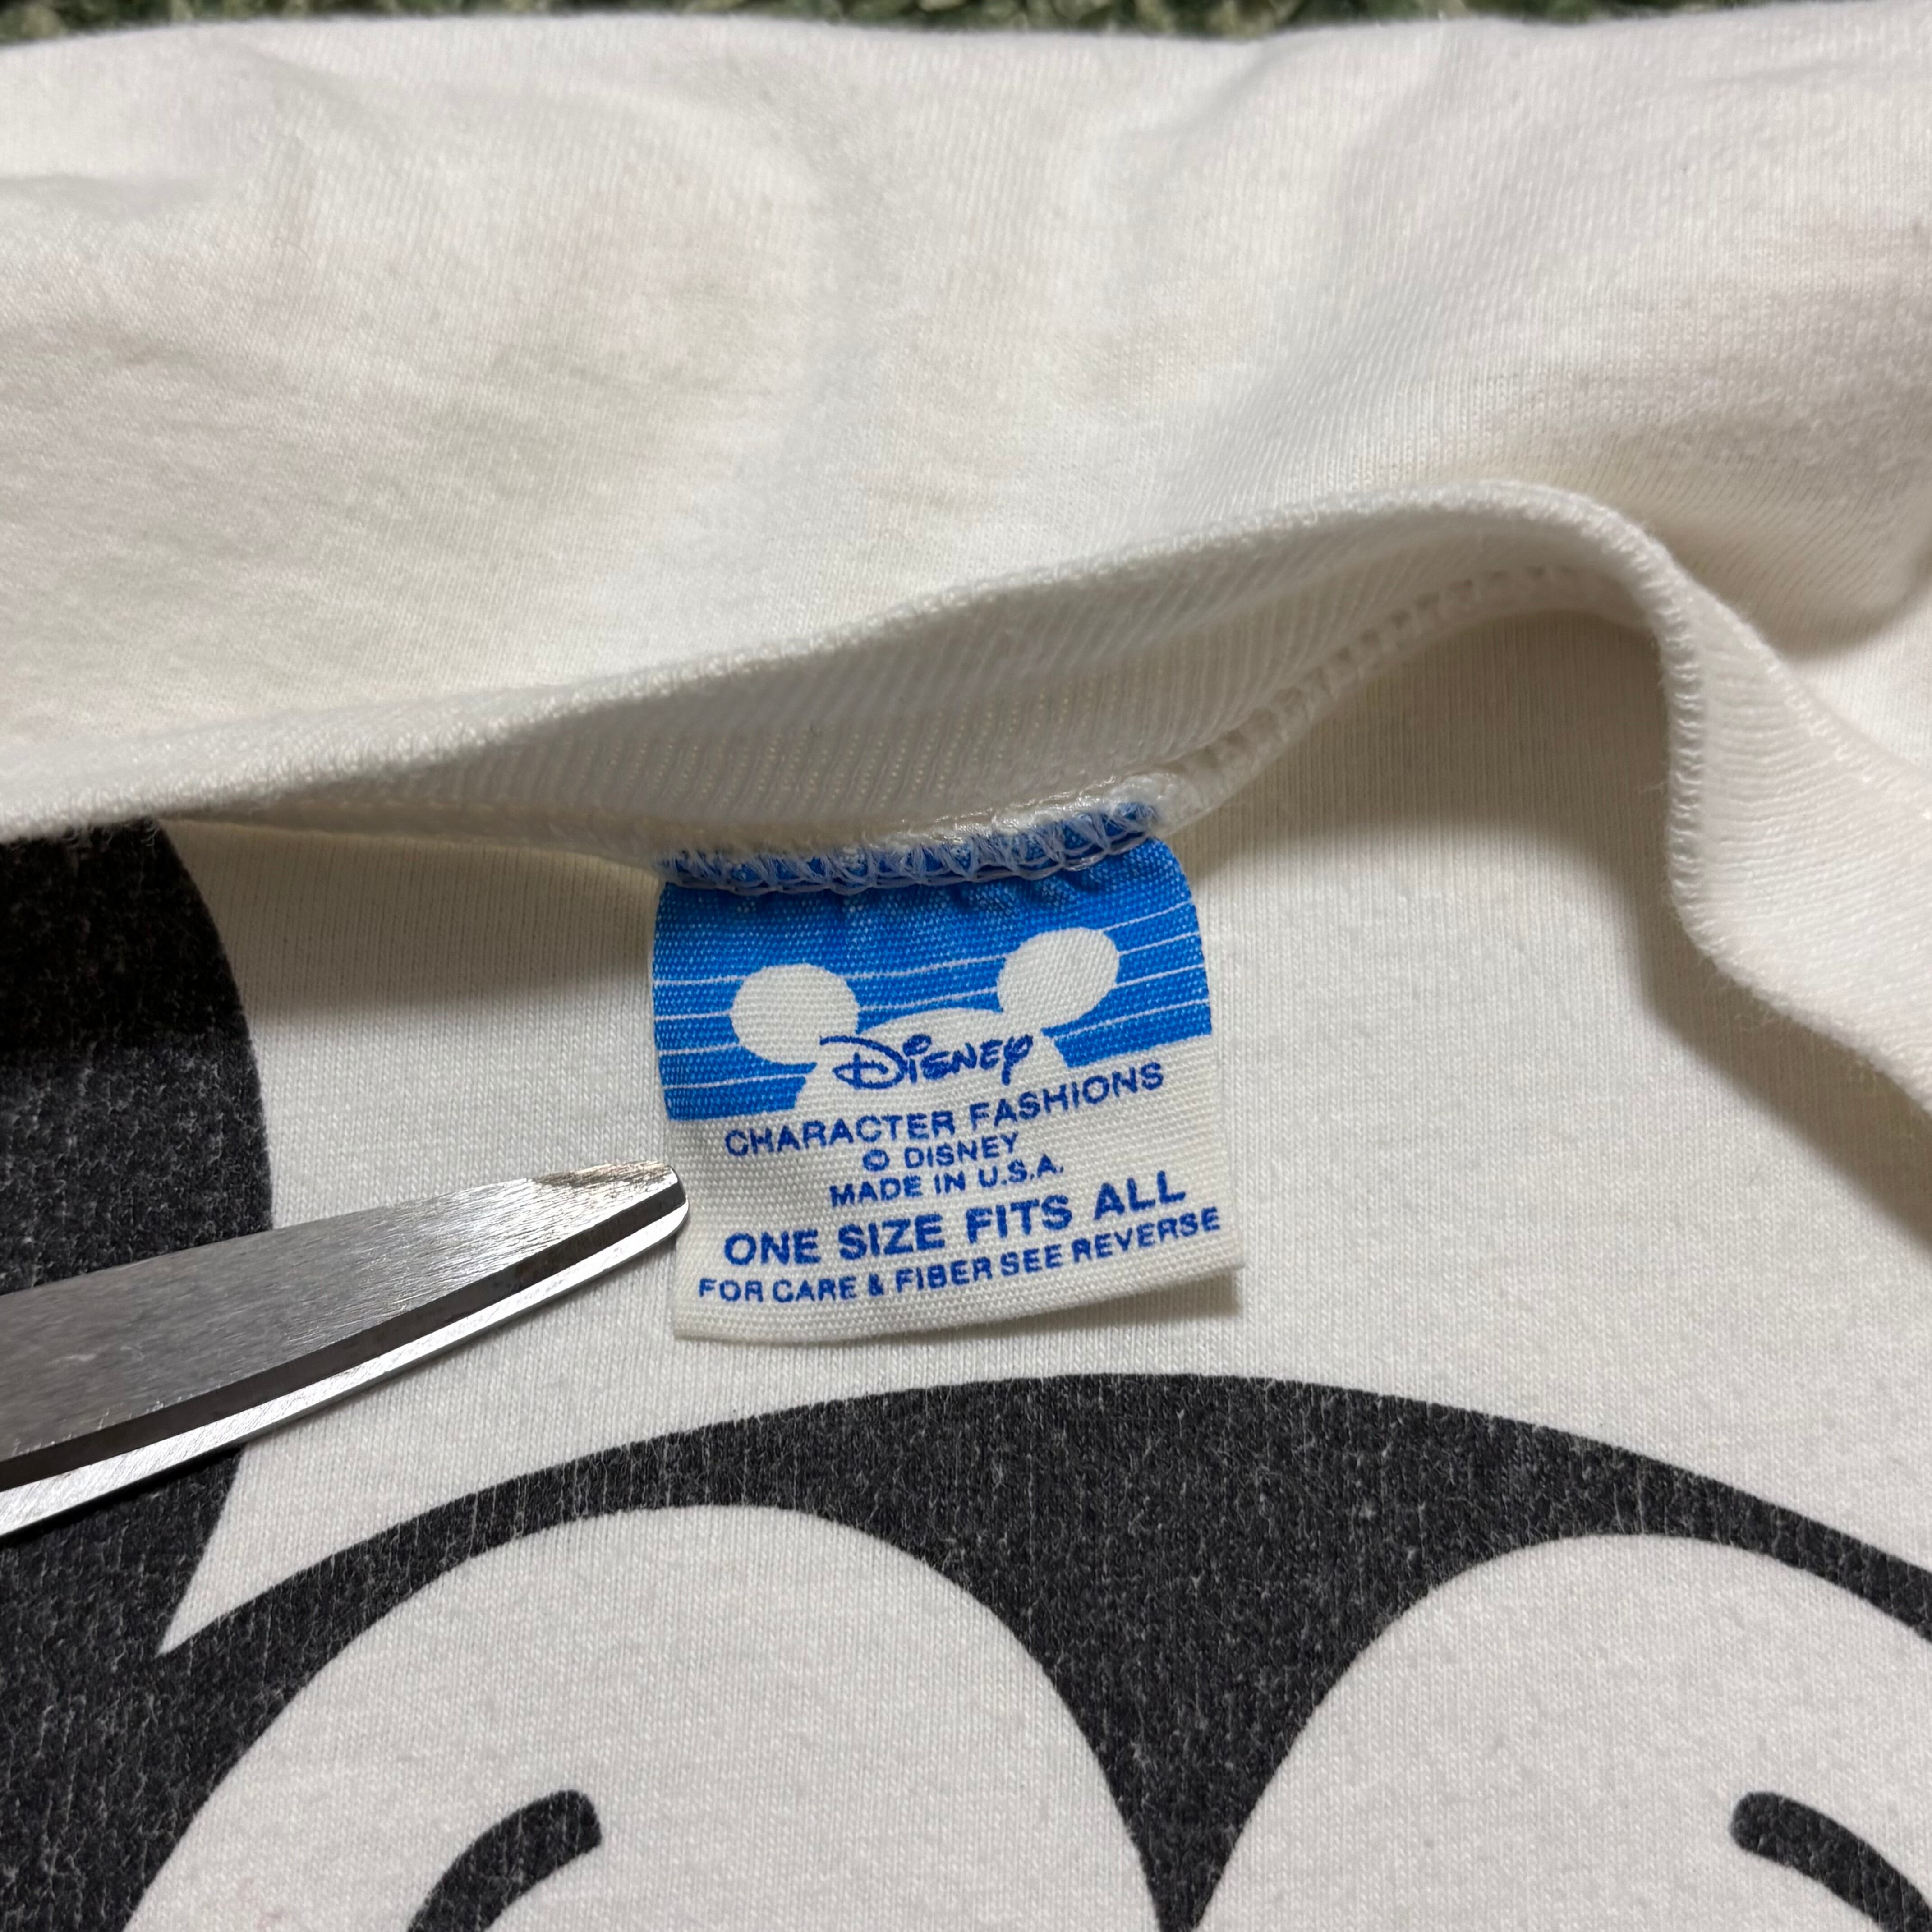 Disney
CHARACTER FASHIONS
© DISNEY
MADE IN U.S.A.
ONE SIZE FITS ALL
FOR CARE & FIBER SEE REVERSE